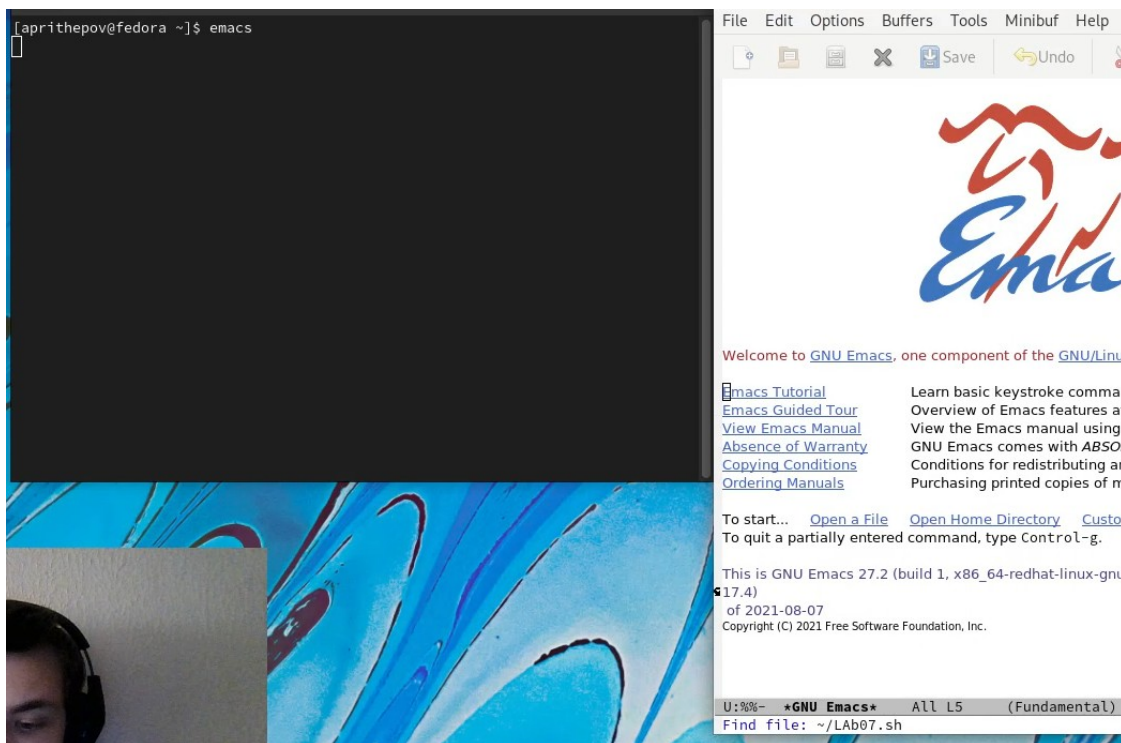 [aprithepov@fedora ~]$ emacs
File Edit Options Buffers Tools Minibuf Help
Save Undo
Welcome to GNU Emacs, one component of the GNU/Linu
Emacs Tutorial Learn basic keystroke comma
Emacs Guided Tour Overview of Emacs features a
View Emacs Manual View the Emacs manual using
Absence of Warranty GNU Emacs comes with ABSO
Copying Conditions Conditions for redistributing a
Ordering Manuals Purchasing printed copies of m
To start... Open a File Open Home Directory Custo
To quit a partially entered command, type Control-g.
This is GNU Emacs 27.2 (build 1, x86_64-redhat-linux-gnu
17.4)
of 2021-08-07
Copyright (C) 2021 Free Software Foundation, Inc.
U:%%- *GNU Emacs* All L5 (Fundamental)
Find file: ~/LAb07.sh